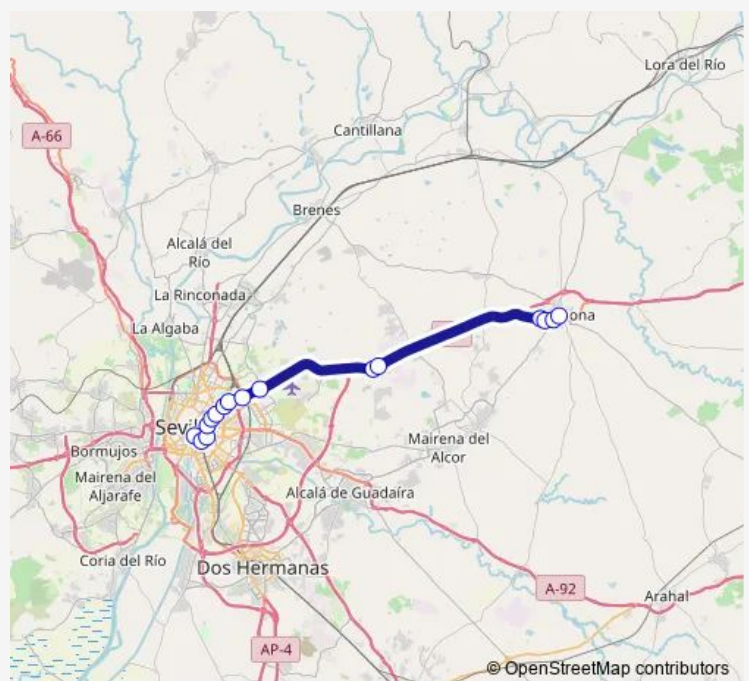 Lora del Río
A-66
Cantillana
Brenes
Alcalá del
Río
La Rinconada
La Algaba
ona
Sevil
Bormujos
Mairena del
Alcor
Mairena del
Aljarafe
Alcalá de Guadaíra
Coria del Río
Dos Hermanas
A-92
Arahal
AP-4
© OpenStreetMap contributors